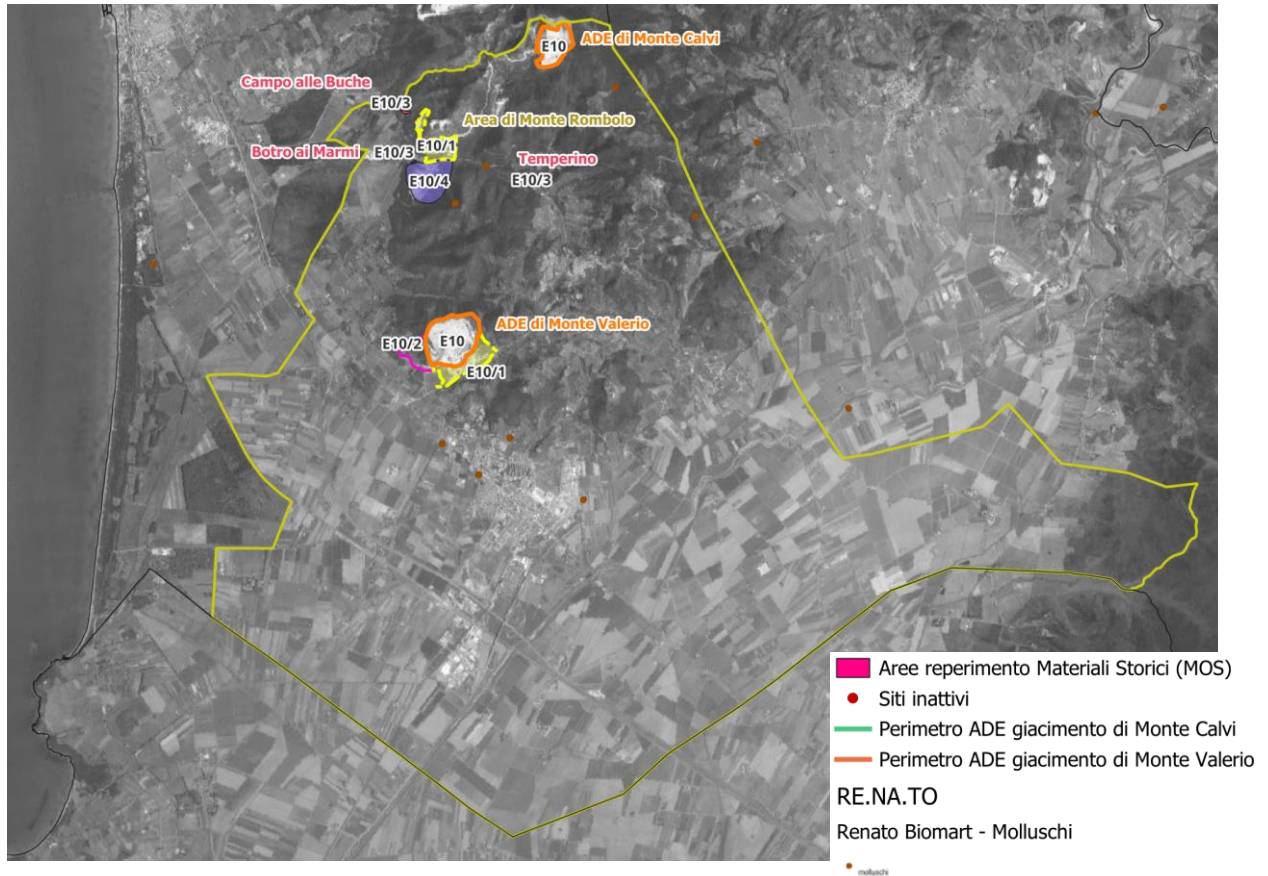 E10
ADE di Monte Calvi
Campo alle Buche
E10/3
Area di Monte Rombolo
E10/1
Botro ai Marmi
E10/3
Temperino
E10/4
E10/3
ADE di Monte Valerio
E10/2
E10
E10/1
Aree reperimento Materiali Storici (MOS)
Siti inattivi
Perimetro ADE giacimento di Monte Calvi
Perimetro ADE giacimento di Monte Valerio
RE.NA.TO
Renato Biomart - Molluschi
molluschi